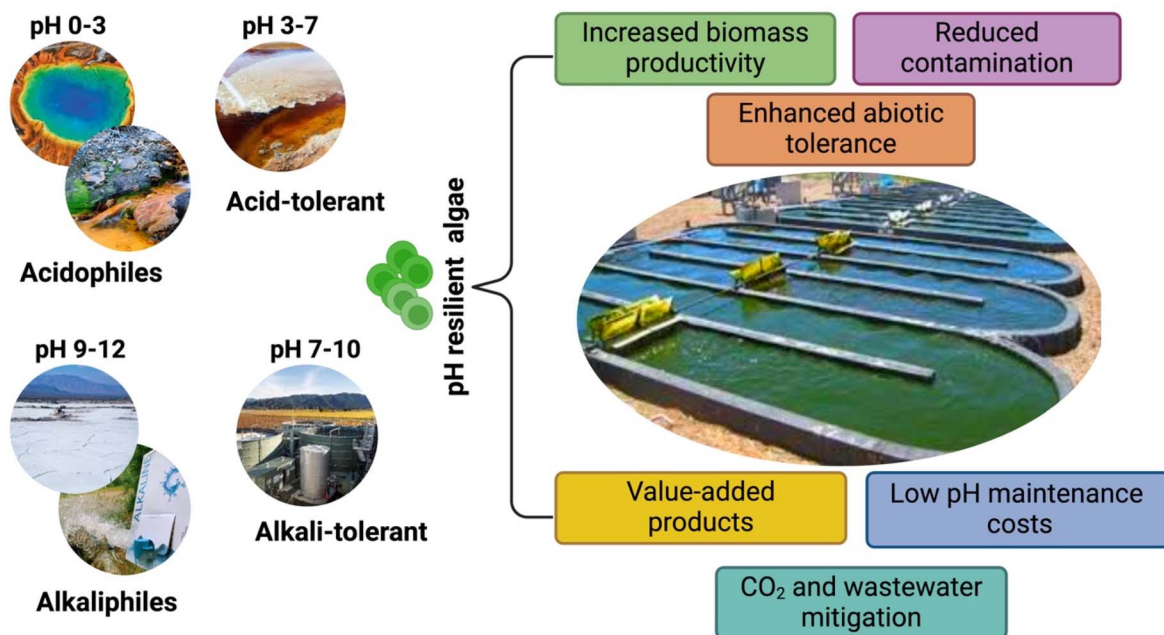 pH 0-3
pH 3-7
Acid-tolerant
Acidophiles
pH 9-12
pH 7-10
ALKALINE
Alkali-tolerant
Alkaliphiles
pH resilient algae
Increased biomass
productivity
Reduced
contamination
Enhanced abiotic
tolerance
Value-added
products
Low pH maintenance
costs
CO₂ and wastewater
mitigation